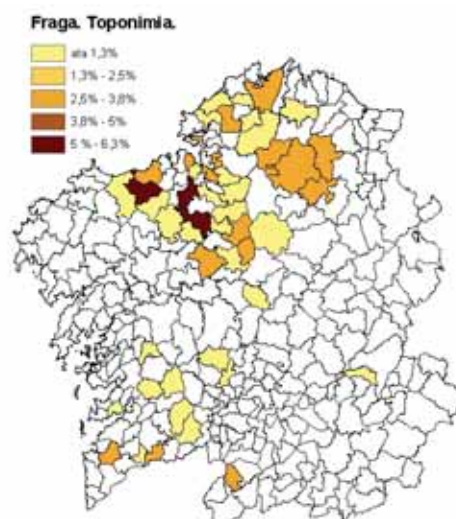 Fraga. Toponimia.
ata 1,3%
1,3% - 2,5%
2,5% - 3,8%
3,8% - 5%
5 % - 6,3%